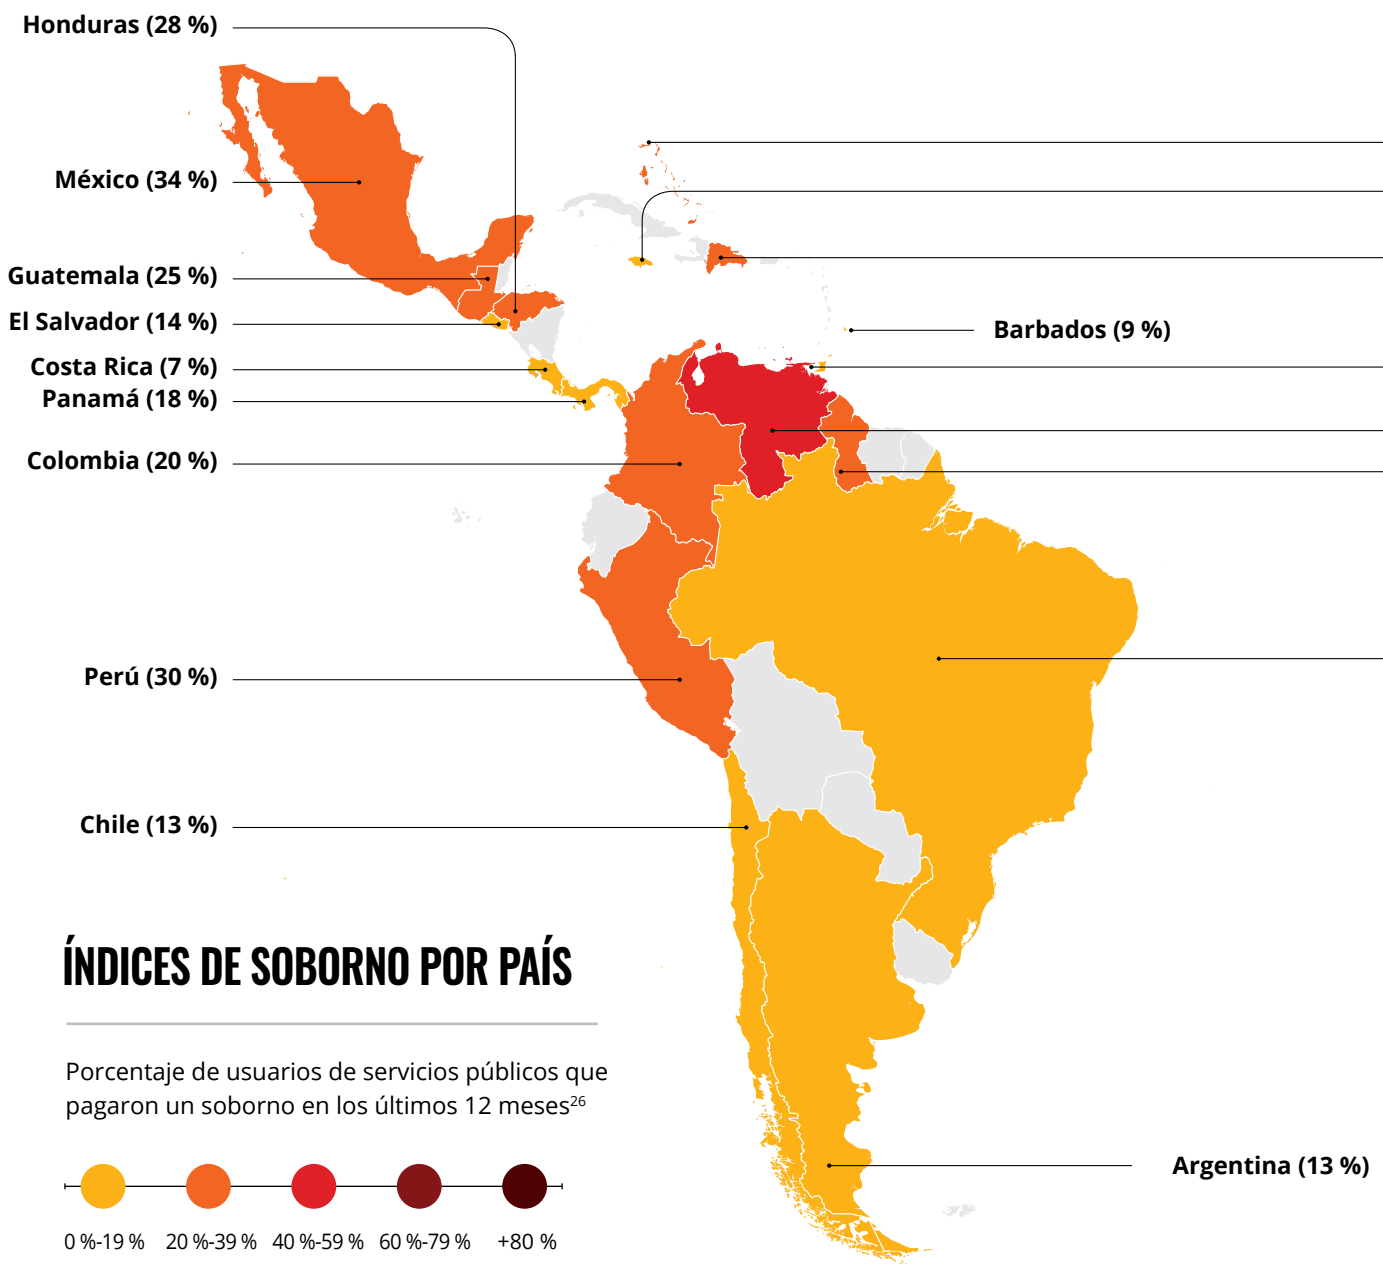 Honduras (28 %)
México (34 %)
Guatemala (25 %)
El Salvador (14 %)
Barbados (9 %)
Costa Rica (7 %)
Panamá (18 %)
Colombia (20 %)
Perú (30 %)
Chile (13 %)
ÍNDICES DE SOBORNO POR PAÍS
Porcentaje de usuarios de servicios públicos que
pagaron un soborno en los últimos 12 meses26
Argentina (13 %)
0 %-19 % 20 %-39 % 40 %-59 % 60 %-79 % +80 %